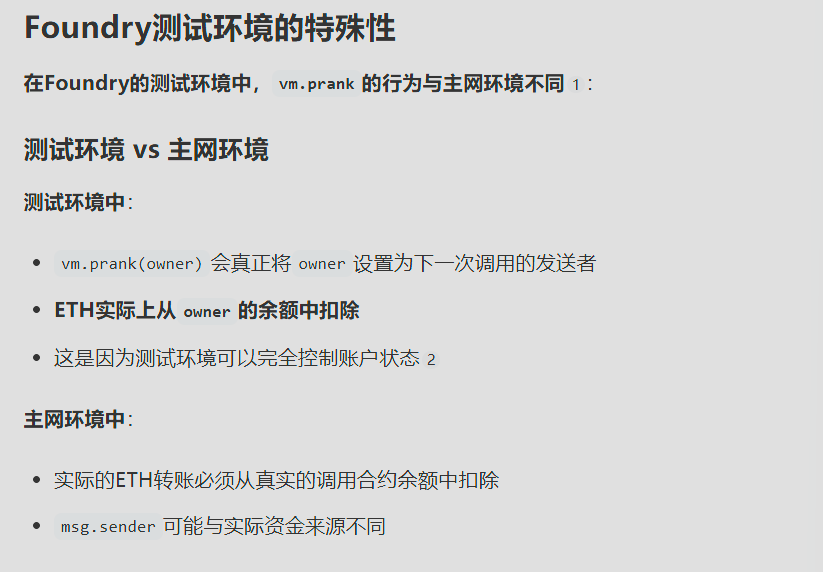 Foundry测试环境的特殊性
在Foundry的测试环境中，vm.prank 的行为与主网环境不同 1：
测试环境 vs 主网环境
测试环境中：
vm.prank(owner) 会真正将 owner 设置为下一次调用的发送者
ETH实际上从 owner 的余额中扣除
这是因为测试环境可以完全控制账户状态 2
主网环境中：
实际的ETH转账必须从真实的调用合约余额中扣除
msg.sender 可能与实际资金来源不同